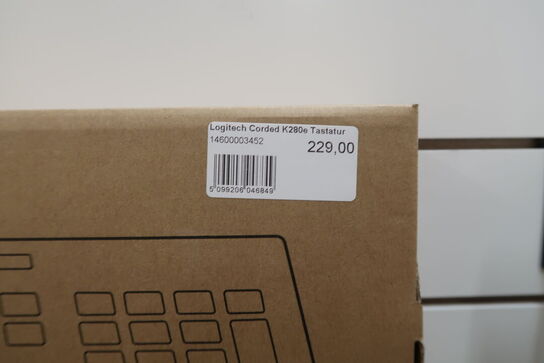 Logitech Corded K280e Tastatur
14600003452
229,00
5 099206 046849